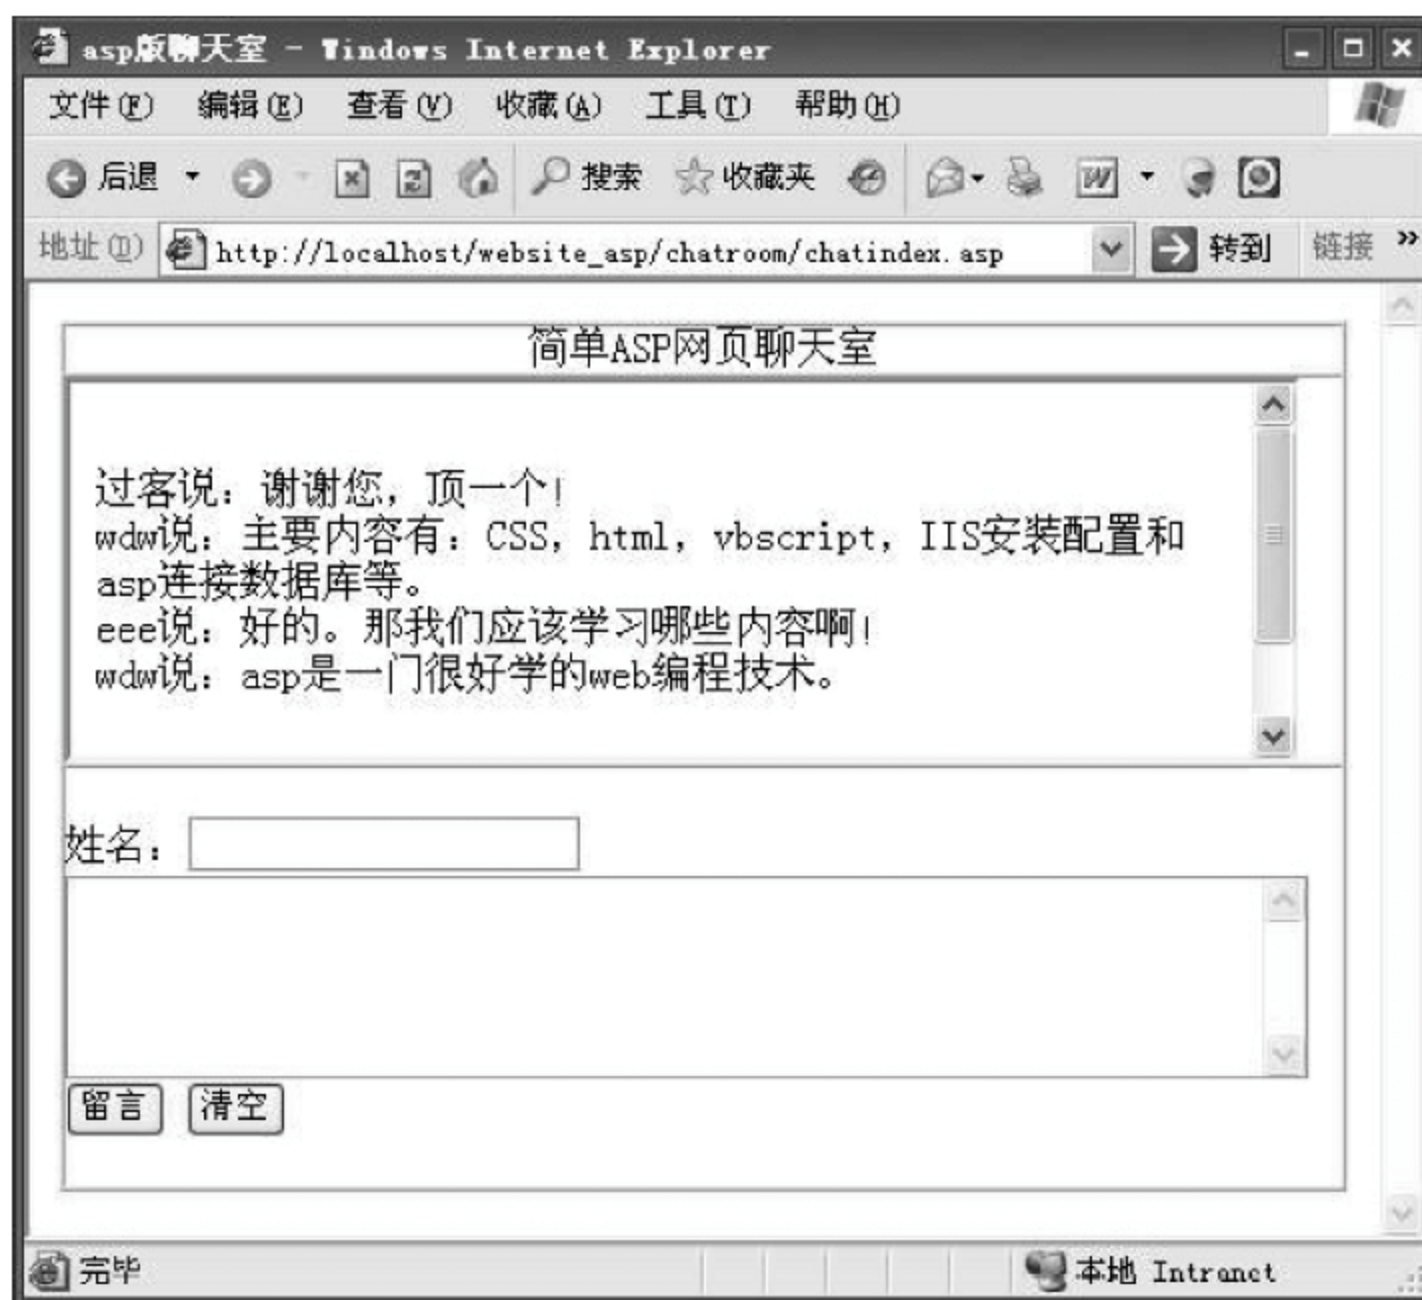 asp版聊天室 - Windows Internet Explorer
文件(F) 编辑(E) 查看(V) 收藏(A) 工具(T) 帮助(H)
后退 搜索 收藏夹
地址(D) http://localhost/website_asp/chatroom/chatindex.asp 转到 链接 »
简单ASP网页聊天室
过客说：谢谢您，顶一个！
wdw说：主要内容有：CSS，html，vbscript，IIS安装配置和
asp连接数据库等。
eee说：好的。那我们应该学习哪些内容啊！
wdw说：asp是一门很好学的web编程技术。
姓名：
留言 清空
完毕 本地 Intranet